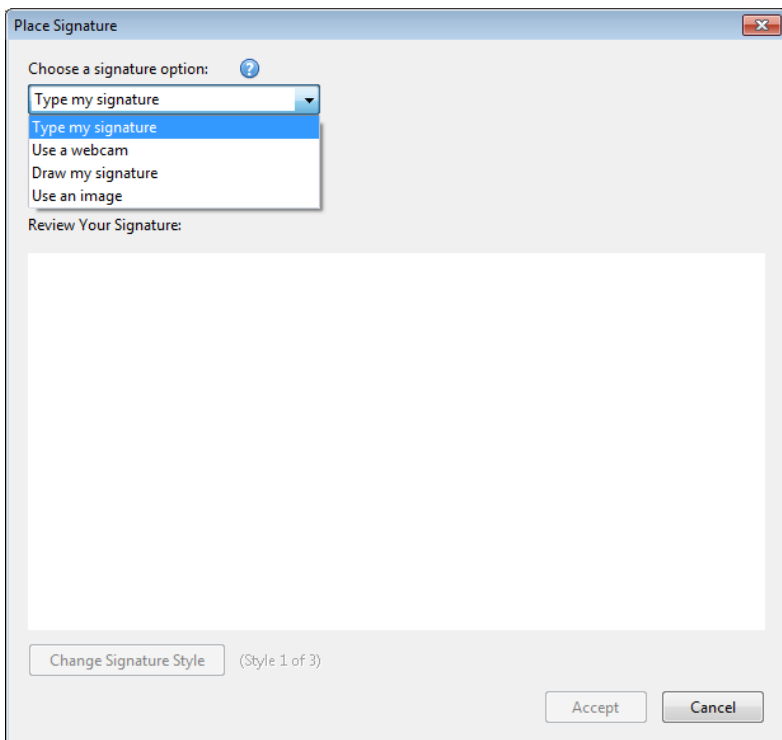 Place Signature
Choose a signature option:
Type my signature
Type my signature
Use a webcam
Draw my signature
Use an image
Review Your Signature:
Change Signature Style (Style 1 of 3)
Accept Cancel